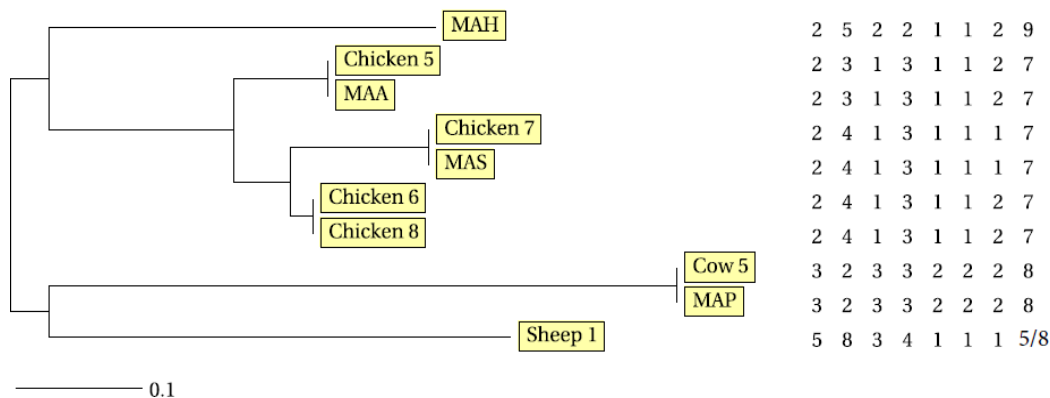 MAH 2 5 2 2 1 1 2 9
Chicken 5 2 3 1 3 1 1 2 7
MAA 2 3 1 3 1 1 2 7
Chicken 7 2 4 1 3 1 1 1 7
MAS 2 4 1 3 1 1 1 7
Chicken 6 2 4 1 3 1 1 2 7
Chicken 8 2 4 1 3 1 1 2 7
Cow 5 3 2 3 3 2 2 2 8
MAP 3 2 3 3 2 2 2 8
Sheep 1 5 8 3 4 1 1 1 5/8
0.1